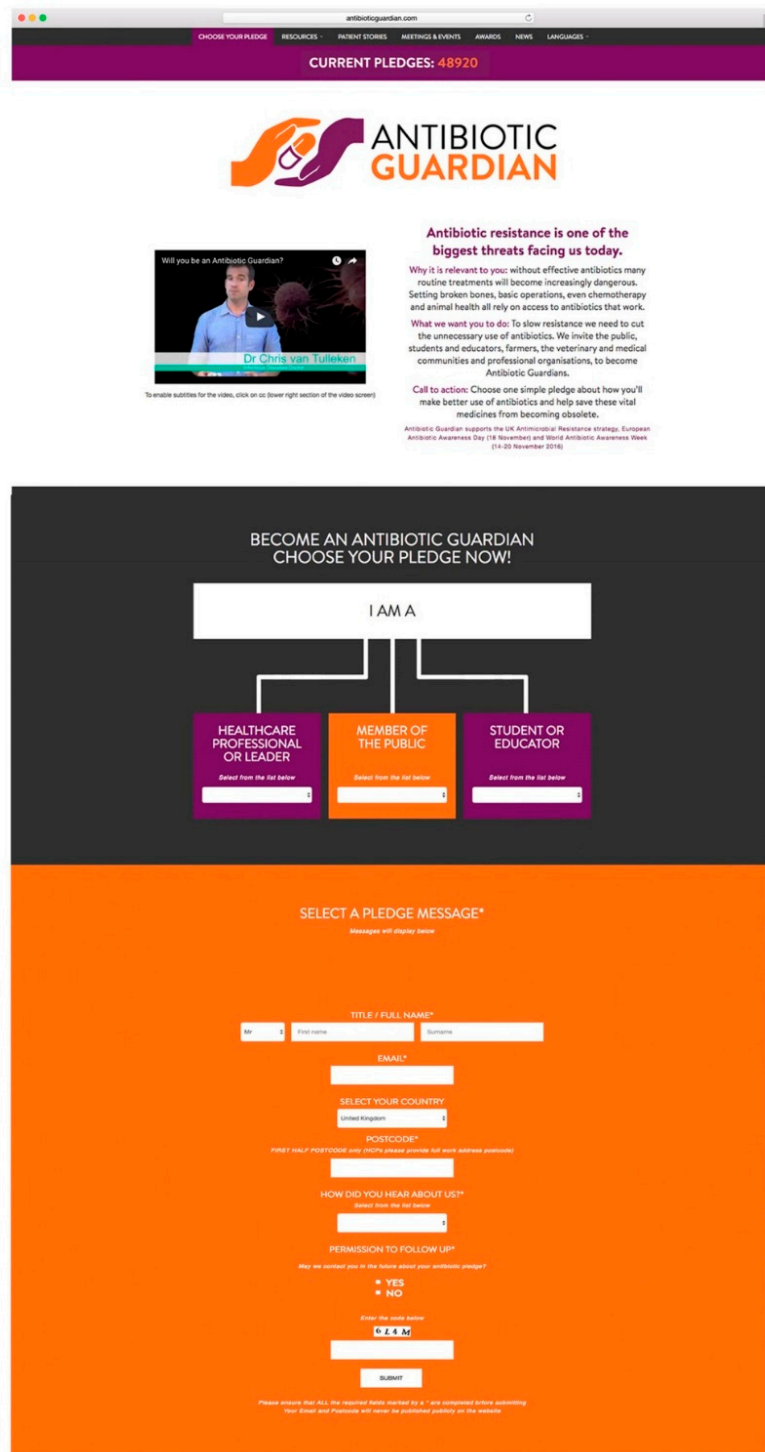 antibioticguardian.com
CHOOSE YOUR PLEDGE RESOURCES PATIENT STORIES MEETINGS & EVENTS AWARDS NEWS LANGUAGES
CURRENT PLEDGES: 48920
ANTIBIOTIC
GUARDIAN
Will you be an Antibiotic Guardian?
Dr Chris van Tulleken
To enable subtitles for the video, click on cc (lower right section of the video screen)
Antibiotic resistance is one of the
biggest threats facing us today.
Why it is relevant to you: without effective antibiotics many
routine treatments will become increasingly dangerous.
Setting broken bones, basic operations, even chemotherapy
and animal health all rely on access to antibiotics that work.
What we want you to do: To slow resistance we need to cut
the unnecessary use of antibiotics. We invite the public,
students and educators, farmers, the veterinary and medical
communities and professional organisations, to become
Antibiotic Guardians.
Call to action: Choose one simple pledge about how you'll
make better use of antibiotics and help save these vital
medicines from becoming obsolete.
Antibiotic Guardian supports the UK Antimicrobial Resistance strategy, European
Antibiotic Awareness Day (18 November) and World Antibiotic Awareness Week
(14-20 November 2016)
BECOME AN ANTIBIOTIC GUARDIAN
CHOOSE YOUR PLEDGE NOW!
I AM A
HEALTHCARE
PROFESSIONAL
OR LEADER
Select from the list below
MEMBER OF
THE PUBLIC
Select from the list below
STUDENT OR
EDUCATOR
Select from the list below
SELECT A PLEDGE MESSAGE*
Messages will display below
TITLE / FULL NAME*
Mr First name Surname
EMAIL*
SELECT YOUR COUNTRY
United Kingdom
POSTCODE*
FIRST HALF POSTCODE only (HCPs please provide full work address postcode)
HOW DID YOU HEAR ABOUT US?*
Select from the list below
PERMISSION TO FOLLOW UP*
May we contact you in the future about your antibiotic pledge?
YES
NO
Enter the code below
6 L 4 M
SUBMIT
Please ensure that ALL the required fields marked by a * are completed before submitting
Your Email and Postcode will never be published publicly on the website